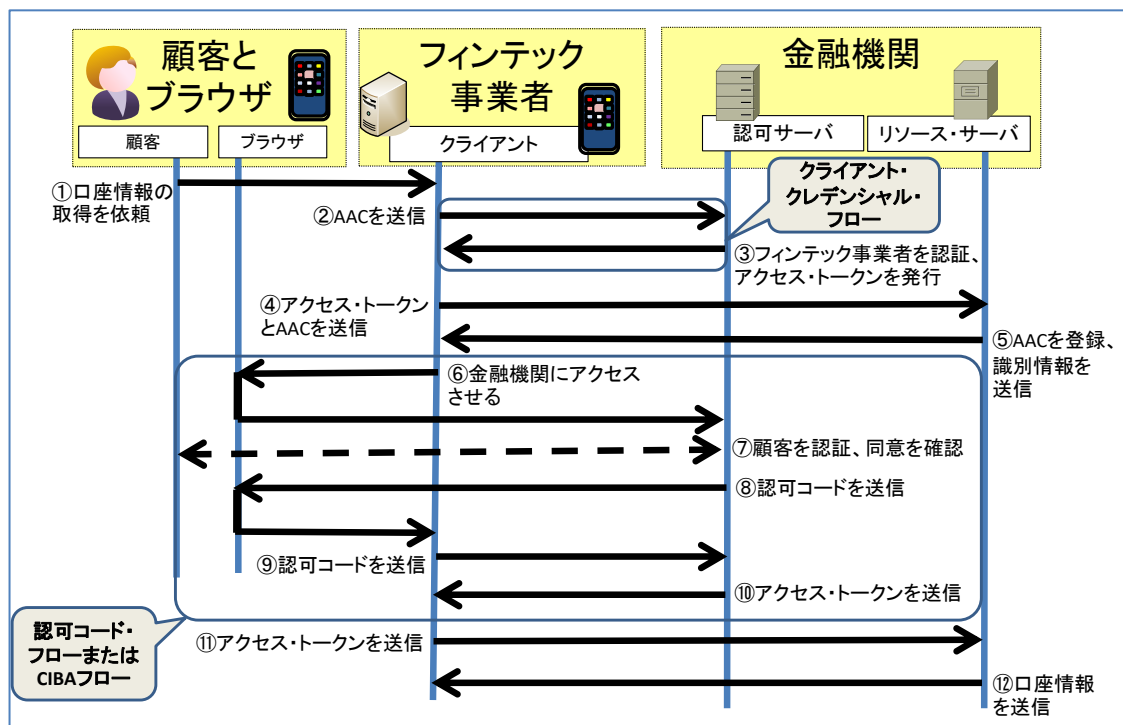 顧客と
ブラウザ
フィンテック
事業者
金融機関
顧客
ブラウザ
クライアント
認可サーバ
リソース・サーバ
①口座情報の
取得を依頼
②AACを送信
クライアント・
クレデンシャル・
フロー
③フィンテック事業者を認証、
アクセス・トークンを発行
④アクセス・トークン
とAACを送信
⑤AACを登録、
識別情報を
送信
⑥金融機関にアクセス
させる
⑦顧客を認証、同意を確認
⑧認可コードを送信
⑨認可コードを送信
⑩アクセス・トークンを送信
認可コード・
フローまたは
CIBAフロー
⑪アクセス・トークンを送信
⑫口座情報
を送信